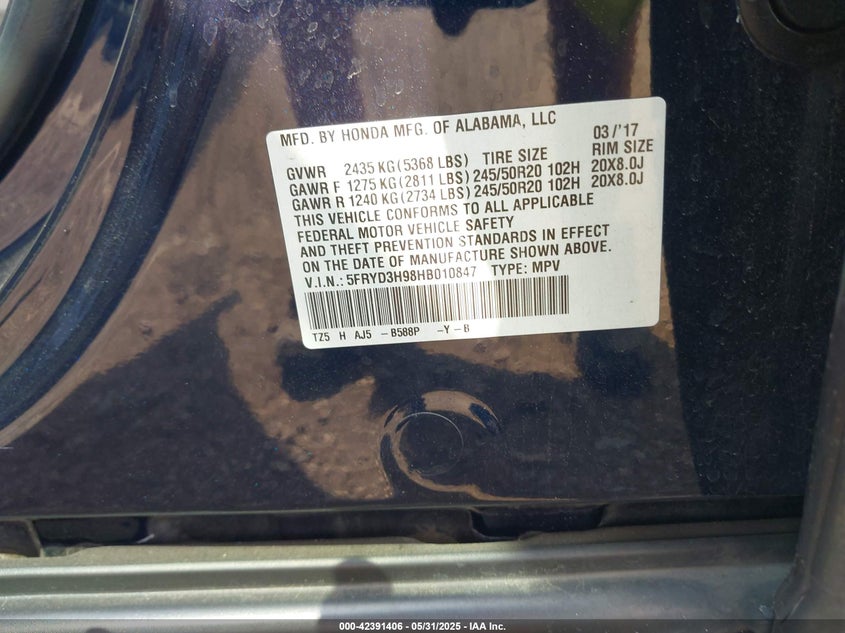 MFD. BY HONDA MFG. OF ALABAMA, LLC 03/'17
GVWR 2435 KG(5368 LBS) TIRE SIZE RIM SIZE
GAWR F 1275 KG(2811 LBS)245/50R20 102H 20X8.0J
GAWR R 1240 KG(2734 LBS)245/50R20 102H 20X8.0J
THIS VEHICLE CONFORMS TO ALL APPLICABLE
FEDERAL MOTOR VEHICLE SAFETY
AND THEFT PREVENTION STANDARDS IN EFFECT
ON THE DATE OF MANUFACTURE SHOWN ABOVE.
V.I.N.:5FRYD3H98HB010847 TYPE: MPV
TZ5 H AJ5 -B588P -Y-B
000-42391406 - 05/31/2025 - IAA Inc.